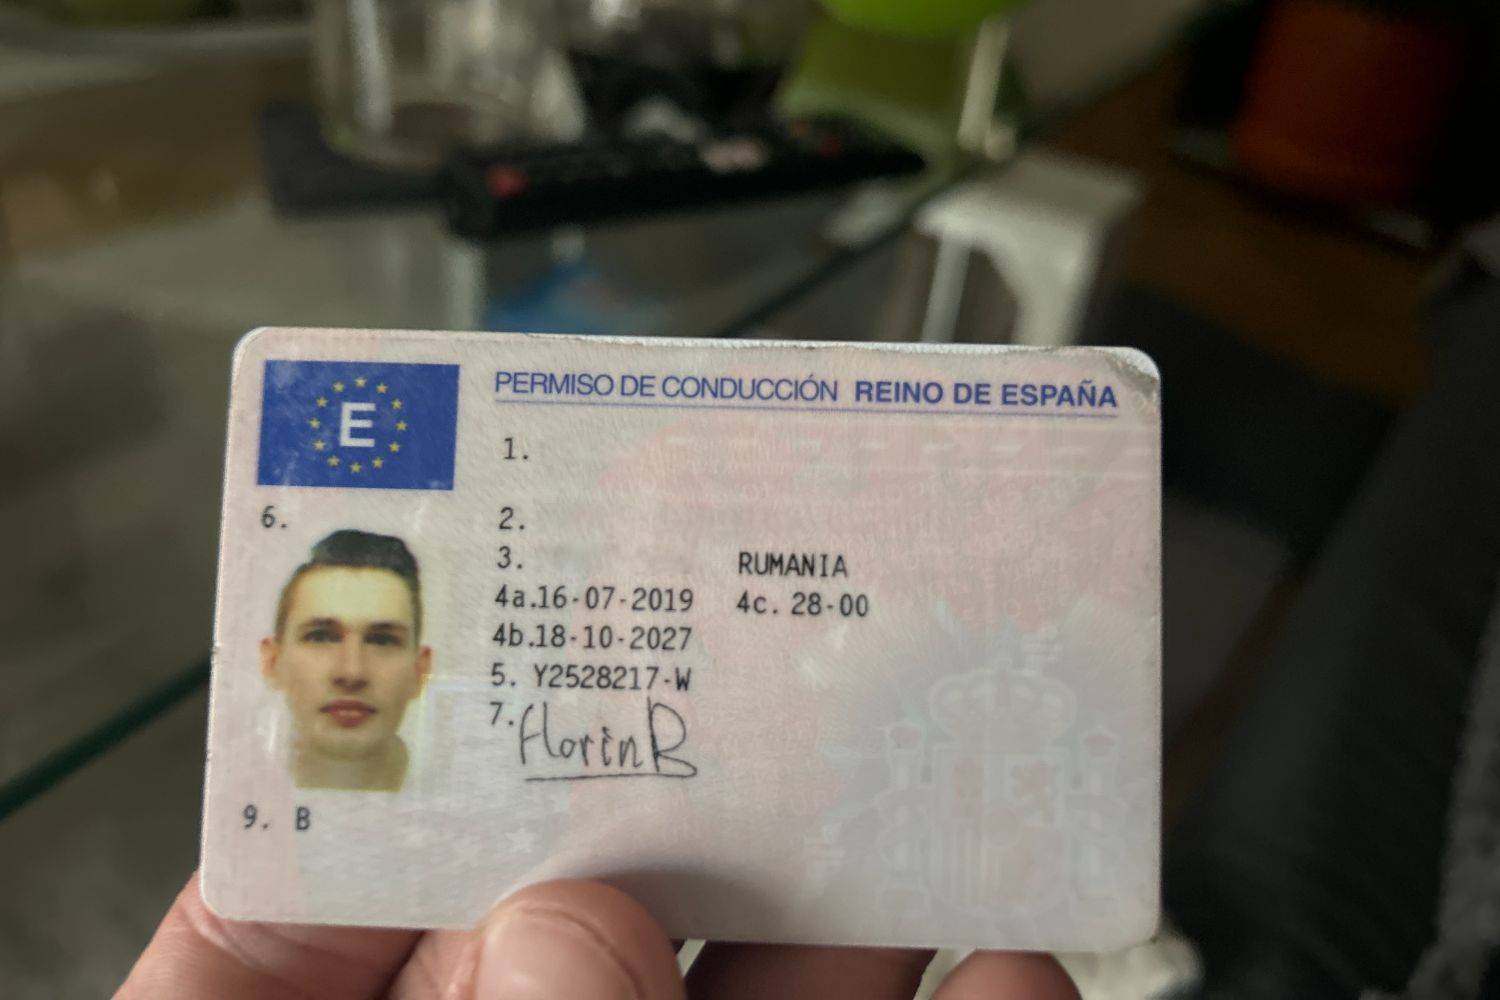 E
PERMISO DE CONDUCCIÓN REINO DE ESPAÑA
1.
6.
2.
3. RUMANIA
4a.16-07-2019 4c. 28-00
4b.18-10-2027
5. Y2528217-W
7. Florin B
9. B